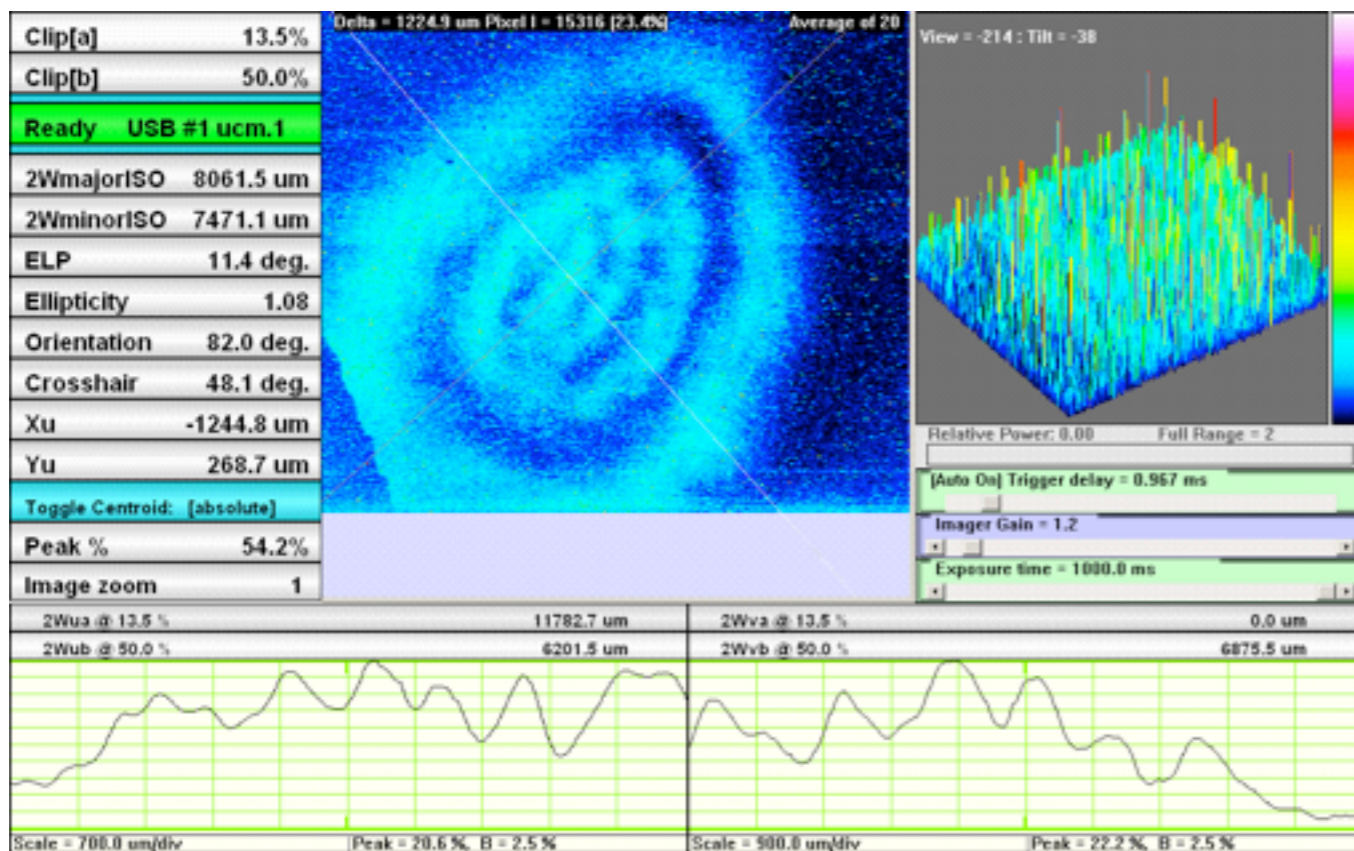 Clip[a] 13.5%
Clip[b] 50.0%
Ready USB #1 ucm.1
2WmajorISO 8061.5 um
2WminorISO 7471.1 um
ELP 11.4 deg.
Ellipticity 1.08
Orientation 82.0 deg.
Crosshair 48.1 deg.
Xu -1244.8 um
Yu 268.7 um
Toggle Centroid: [absolute]
Peak % 54.2%
Image zoom 1
Delta = 1224.9 um Pixel I = 15316 [23.4%] Average of 20
View = -214 : Tilt = -38
Relative Power: 0.00 Full Range = 2
[Auto On] Trigger delay = 0.967 ms
Imager Gain = 1.2
Exposure time = 1000.0 ms
2Wua @ 13.5 % 11782.7 um
2Wub @ 50.0 % 6201.5 um
Scale = 700.0 um/div Peak = 20.6 %, B = 2.5 %
2Wva @ 13.5 % 0.0 um
2Wvb @ 50.0 % 6875.5 um
Scale = 900.0 um/div Peak = 22.2 %, B = 2.5 %